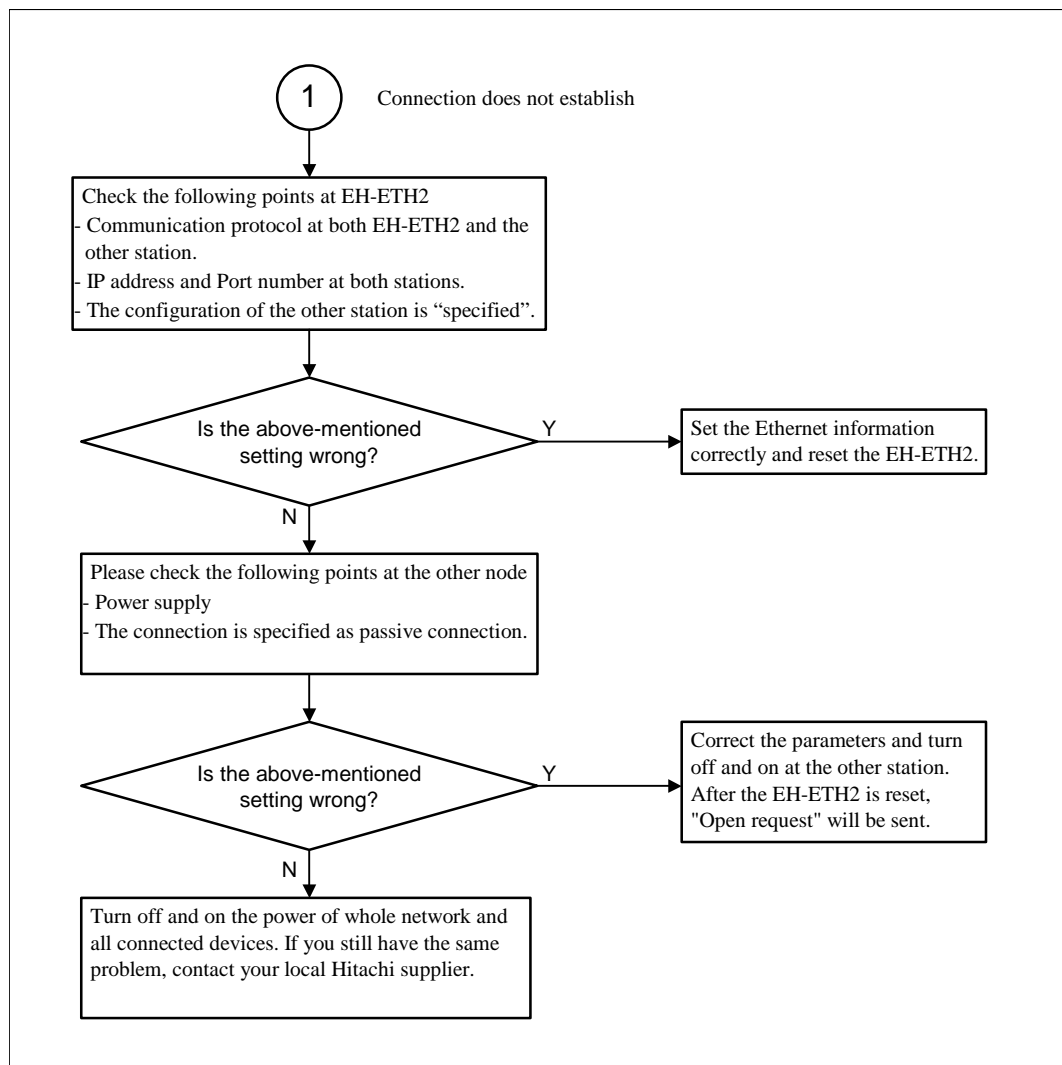 1
Connection does not establish
Check the following points at EH-ETH2
- Communication protocol at both EH-ETH2 and the
other station.
- IP address and Port number at both stations.
- The configuration of the other station is “specified”.
Is the above-mentioned
setting wrong?
Y
Set the Ethernet information
correctly and reset the EH-ETH2.
N
Please check the following points at the other node
- Power supply
- The connection is specified as passive connection.
Is the above-mentioned
setting wrong?
Y
Correct the parameters and turn
off and on at the other station.
After the EH-ETH2 is reset,
"Open request" will be sent.
N
Turn off and on the power of whole network and
all connected devices. If you still have the same
problem, contact your local Hitachi supplier.